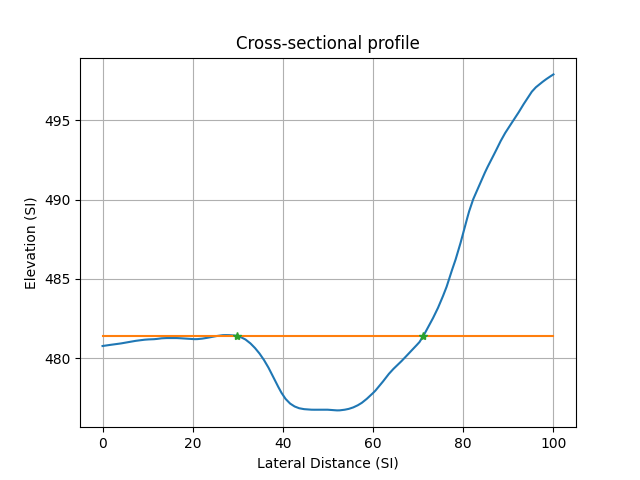 Cross-sectional profile
495
490
485
480
Elevation (SI)
0 20 40 60 80 100
Lateral Distance (SI)